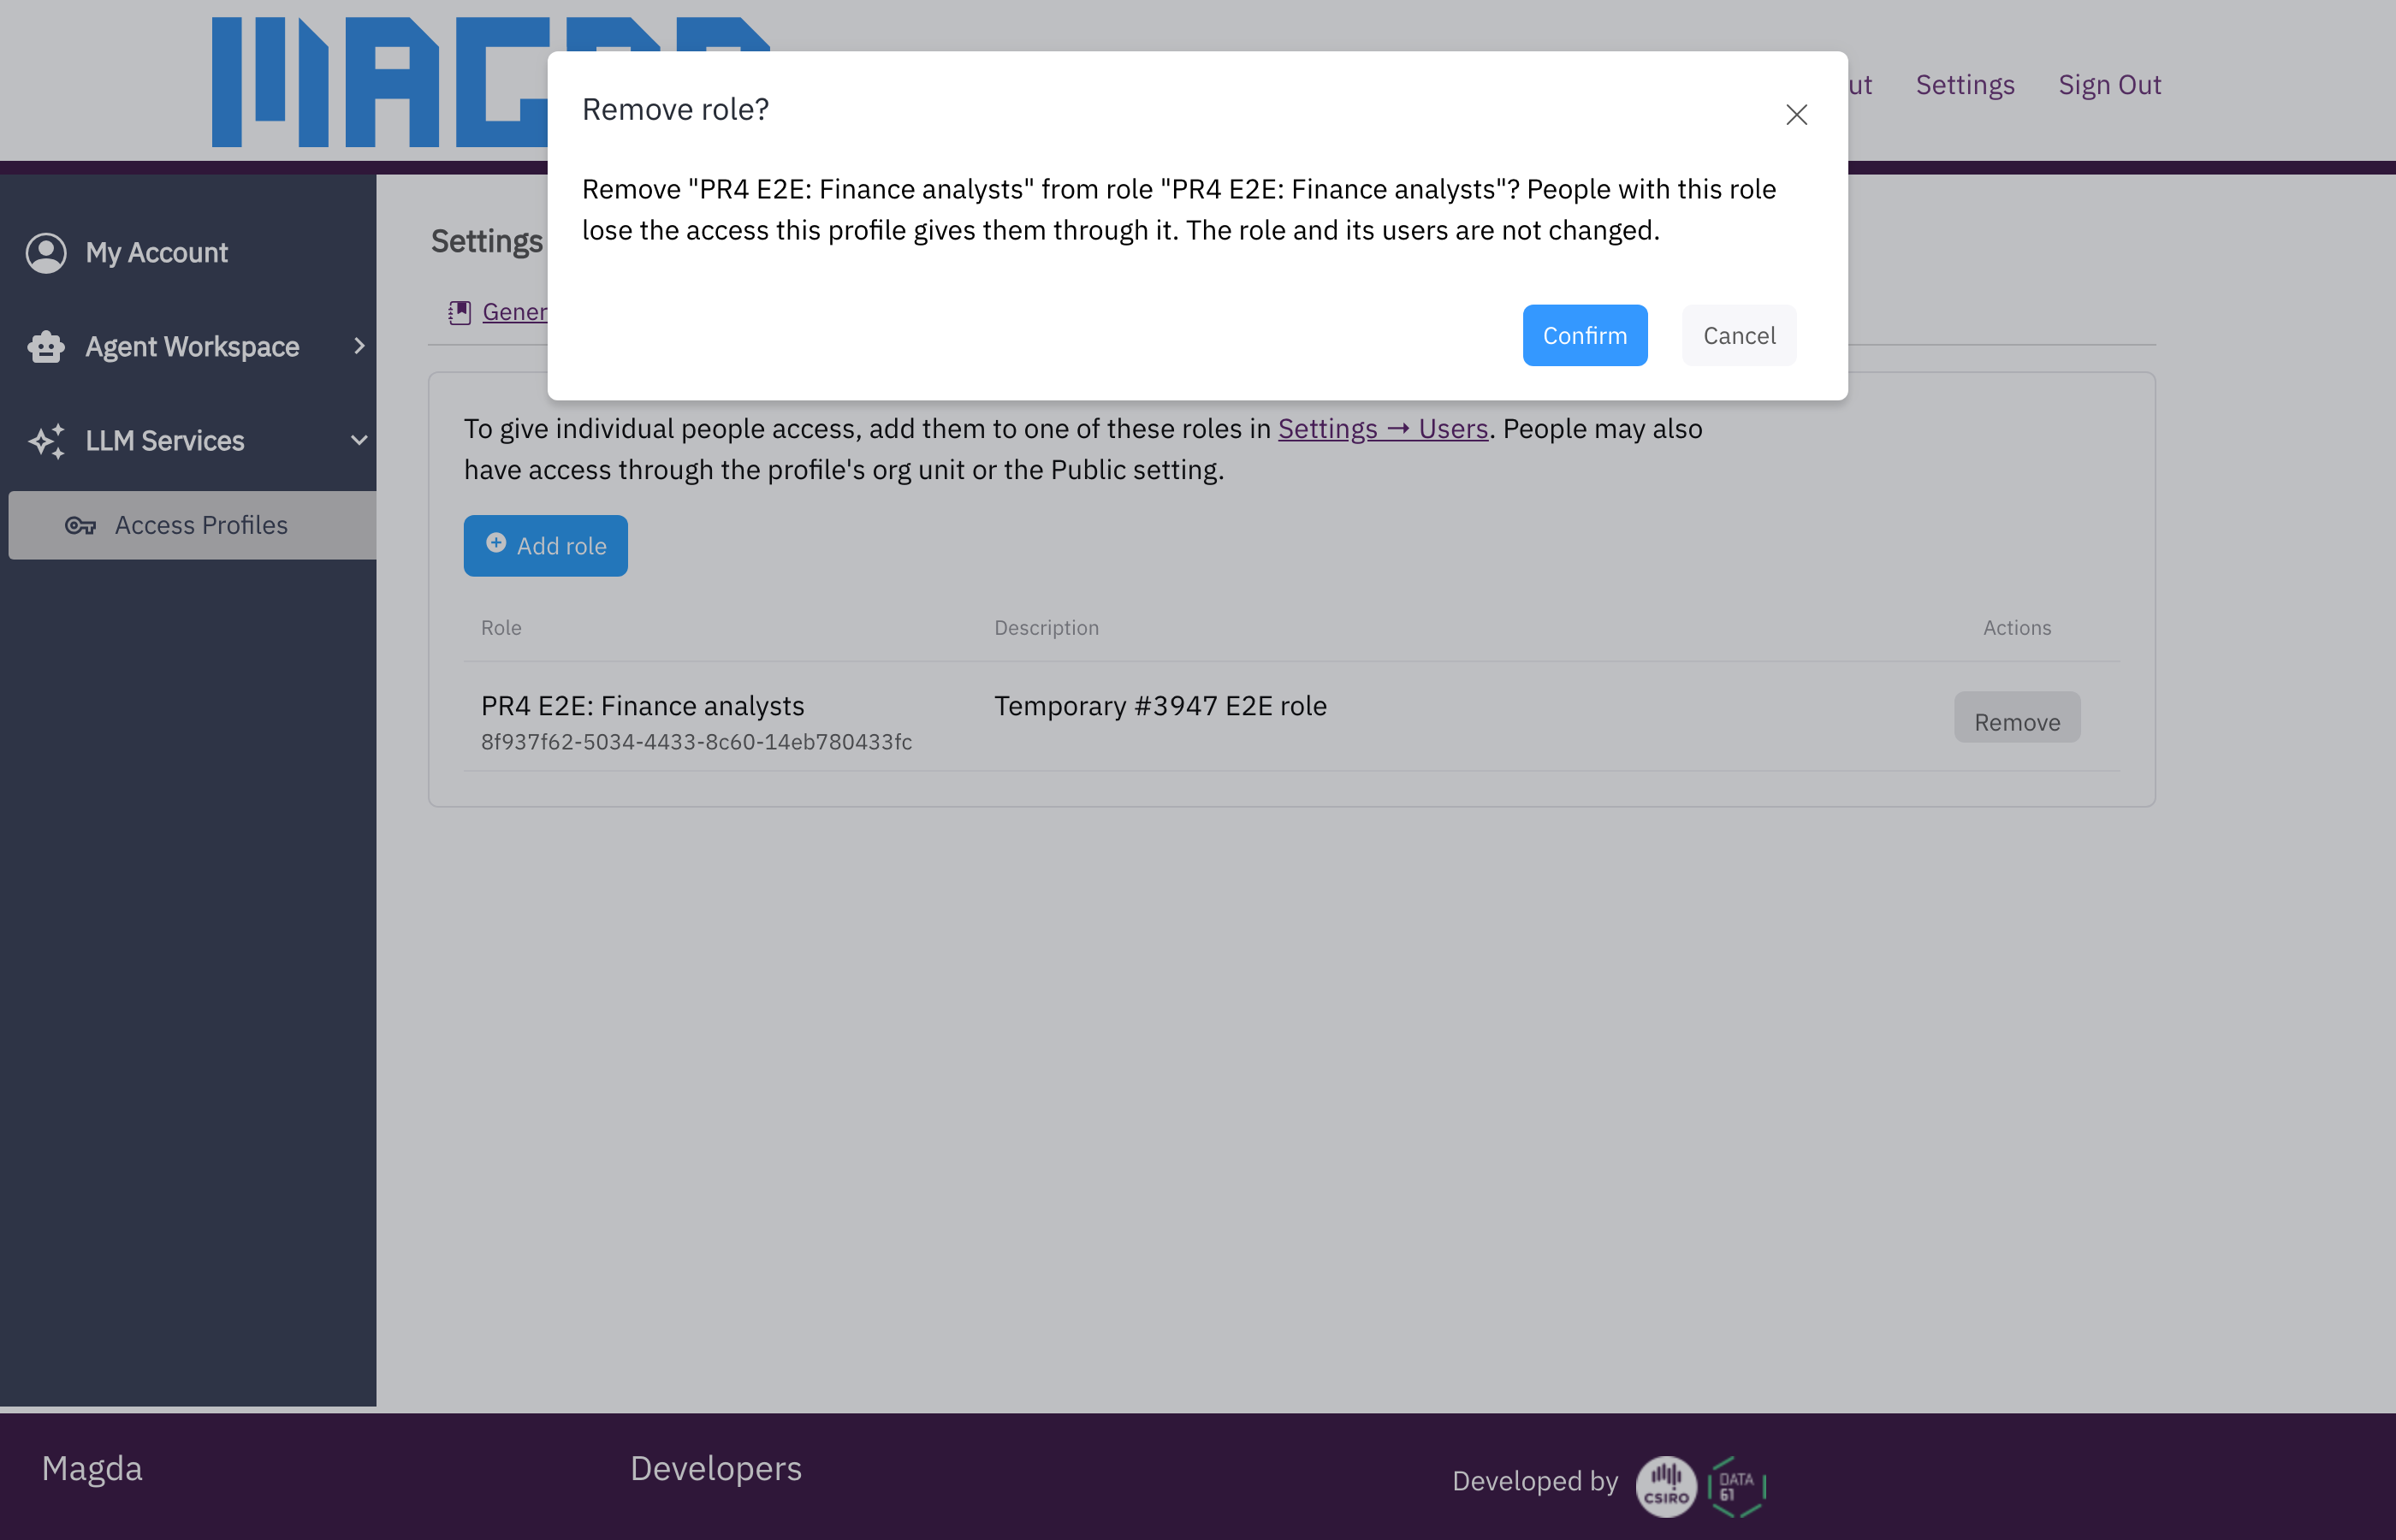 Remove role?
Remove "PR4 E2E: Finance analysts" from role "PR4 E2E: Finance analysts"? People with this role
lose the access this profile gives them through it. The role and its users are not changed.
Confirm
Cancel
Settings
Sign Out
My Account
Agent Workspace
LLM Services
Access Profiles
Settings
To give individual people access, add them to one of these roles in Settings → Users. People may also
have access through the profile's org unit or the Public setting.
Add role
Role Description Actions
PR4 E2E: Finance analysts Temporary #3947 E2E role Remove
8f937f62-5034-4433-8c60-14eb780433fc
Magda
Developers
Developed by
CSIRO
DATA
61